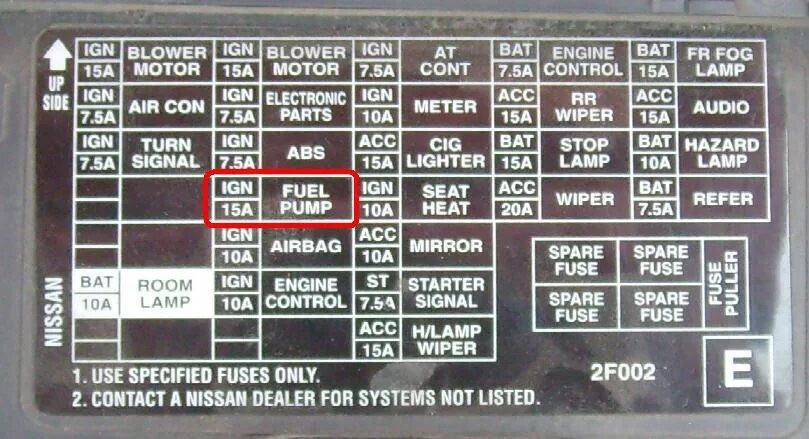 IGN BLOWER IGN BLOWER IGN AT BAT ENGINE BAT FR FOG
15A MOTOR 15A MOTOR 7.5A CONT 7.5A CONTROL 15A LAMP
UP SIDE
IGN AIR CON IGN ELECTRONIC IGN METER ACC RR ACC AUDIO
7.5A 7.5A PARTS 10A 15A WIPER 15A
IGN TURN IGN ABS ACC CIG BAT STOP BAT HAZARD
7.5A SIGNAL 7.5A 15A LIGHTER 15A LAMP 10A LAMP
IGN FUEL IGN SEAT ACC WIPER BAT REFER
15A PUMP 10A HEAT 20A 7.5A
IGN AIRBAG ACC MIRROR
10A 10A
SPARE SPARE
FUSE FUSE
FUSE PULLER
BAT ROOM IGN ENGINE ST STARTER
10A LAMP 10A CONTROL 7.5A SIGNAL
SPARE SPARE
FUSE FUSE
NISSAN
ACC H/LAMP
15A WIPER
1. USE SPECIFIED FUSES ONLY.
2. CONTACT A NISSAN DEALER FOR SYSTEMS NOT LISTED.
2F002
E